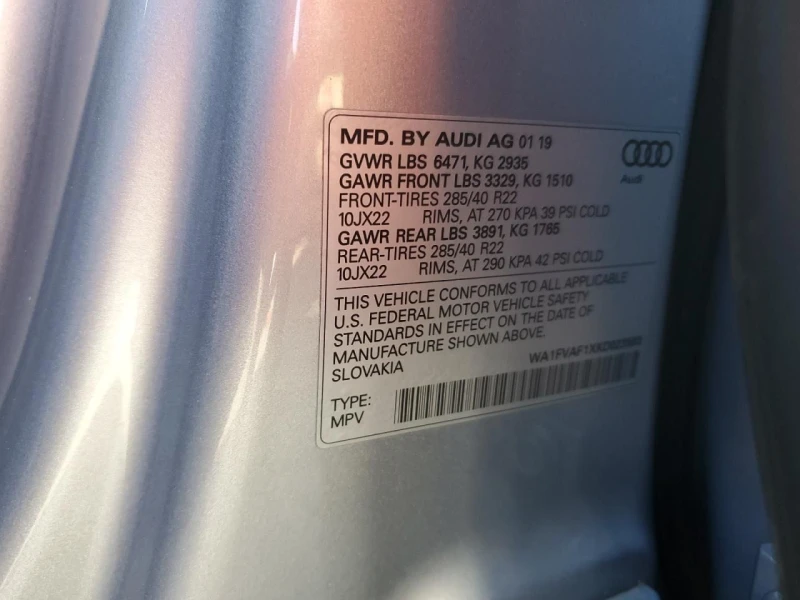 MFD. BY AUDI AG 01 19
GVWR LBS 6471, KG 2935
GAWR FRONT LBS 3329, KG 1510
FRONT-TIRES 285/40 R22
10JX22 RIMS, AT 270 KPA 39 PSI COLD
GAWR REAR LBS 3891, KG 1765
REAR-TIRES 285/40 R22
10JX22 RIMS, AT 290 KPA 42 PSI COLD
THIS VEHICLE CONFORMS TO ALL APPLICABLE
U.S. FEDERAL MOTOR VEHICLE SAFETY
STANDARDS IN EFFECT ON THE DATE OF
MANUFACTURE SHOWN ABOVE.
SLOVAKIA
TYPE:
MPV
Audi